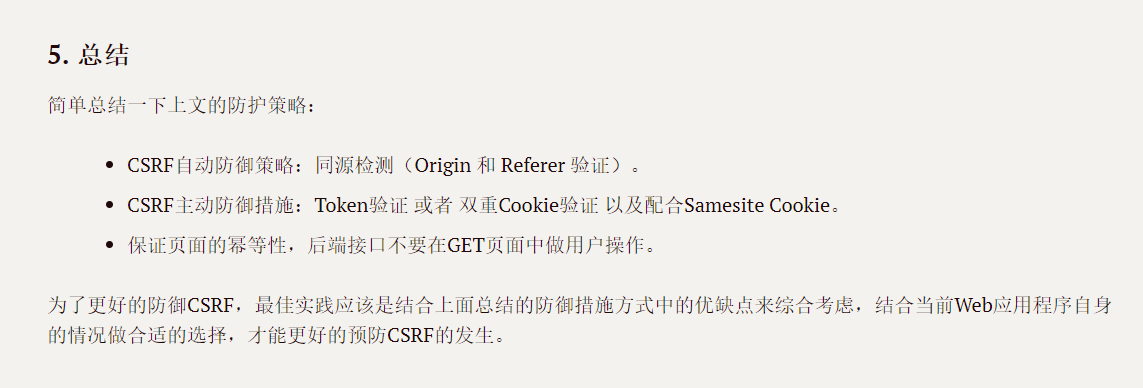 5. 总结
简单总结一下上文的防护策略：
• CSRF自动防御策略：同源检测（Origin 和 Referer 验证）。
• CSRF主动防御措施：Token验证 或者 双重Cookie验证 以及配合Samesite Cookie。
• 保证页面的幂等性，后端接口不要在GET页面中做用户操作。
为了更好的防御CSRF，最佳实践应该是结合上面总结的防御措施方式中的优缺点来综合考虑，结合当前Web应用程序自身
的情况做合适的选择，才能更好的预防CSRF的发生。